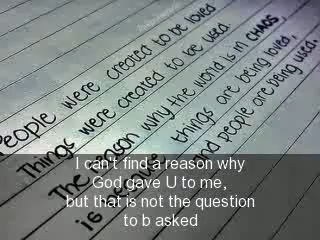 People were created to be loved.
Things were created to be used.
The reason why the world is in CHAOS,
is because things are being loved,
and people are being used.
I can't find a reason why
God gave U to me,
but that is not the question
to b asked